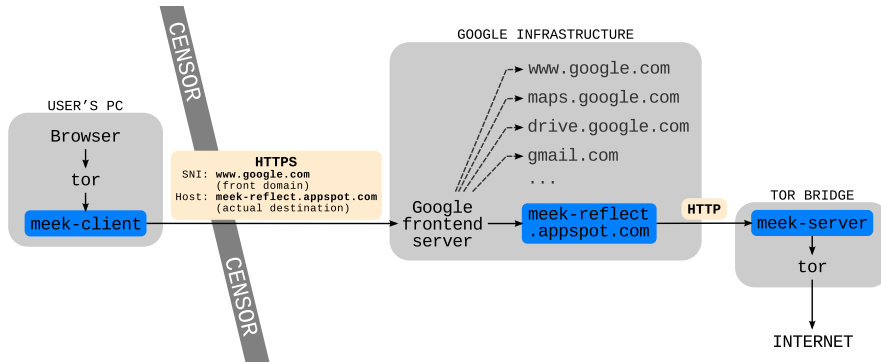 GOOGLE INFRASTRUCTURE
CENSOR
www.google.com
maps.google.com
drive.google.com
gmail.com
...
USER'S PC
Browser
tor
meek-client
HTTPS
SNI: www.google.com
(front domain)
Host: meek-reflect.appspot.com
(actual destination)
Google
frontend
server
meek-reflect
.appspot.com
HTTP
TOR BRIDGE
meek-server
tor
INTERNET
CENSOR